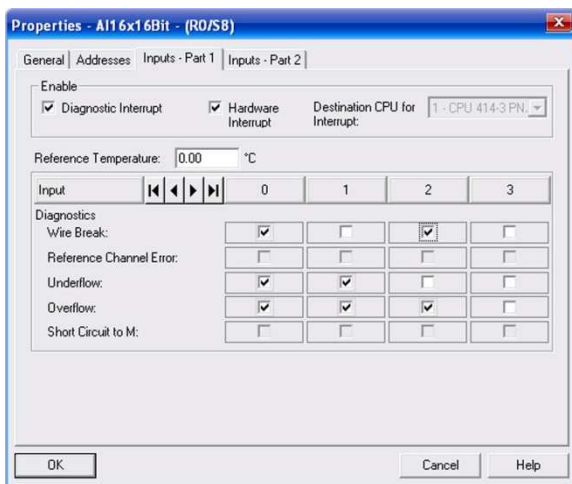 Properties - AI16x16Bit - (R0/S8)
General Addresses Inputs - Part 1 Inputs - Part 2
Enable
Diagnostic Interrupt Hardware Interrupt Destination CPU for Interrupt: 1 - CPU 414-3 PN.
Reference Temperature: 0.00 °C
Input 0 1 2 3
Diagnostics
Wire Break:
Reference Channel Error:
Underflow:
Overflow:
Short Circuit to M:
OK Cancel Help